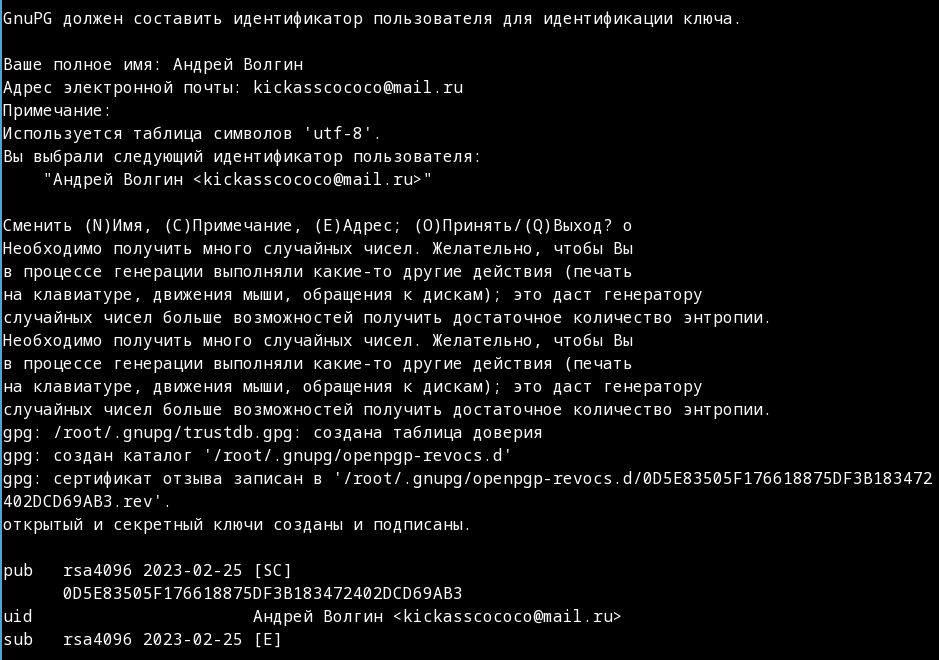 GnuPG должен составить идентификатор пользователя для идентификации ключа.
Ваше полное имя: Андрей Волгин
Адрес электронной почты: kickasscococo@mail.ru
Примечание:
Используется таблица символов 'utf-8'.
Вы выбрали следующий идентификатор пользователя:
"Андрей Волгин <kickasscococo@mail.ru>"
Сменить (N)Имя, (C)Примечание, (E)Адрес; (O)Принять/(Q)Выход? o
Необходимо получить много случайных чисел. Желательно, чтобы Вы
в процессе генерации выполняли какие-то другие действия (печать
на клавиатуре, движения мыши, обращения к дискам); это даст генератору
случайных чисел больше возможностей получить достаточное количество энтропии.
Необходимо получить много случайных чисел. Желательно, чтобы Вы
в процессе генерации выполняли какие-то другие действия (печать
на клавиатуре, движения мыши, обращения к дискам); это даст генератору
случайных чисел больше возможностей получить достаточное количество энтропии.
gpg: /root/.gnupg/trustdb.gpg: создана таблица доверия
gpg: создан каталог '/root/.gnupg/openpgp-revocs.d'
gpg: сертификат отзыва записан в '/root/.gnupg/openpgp-revocs.d/0D5E83505F176618875DF3B183472
402DCD69AB3.rev'.
открытый и секретный ключи созданы и подписаны.
pub   rsa4096 2023-02-25 [SC]
0D5E83505F176618875DF3B183472402DCD69AB3
uid                      Андрей Волгин <kickasscococo@mail.ru>
sub   rsa4096 2023-02-25 [E]